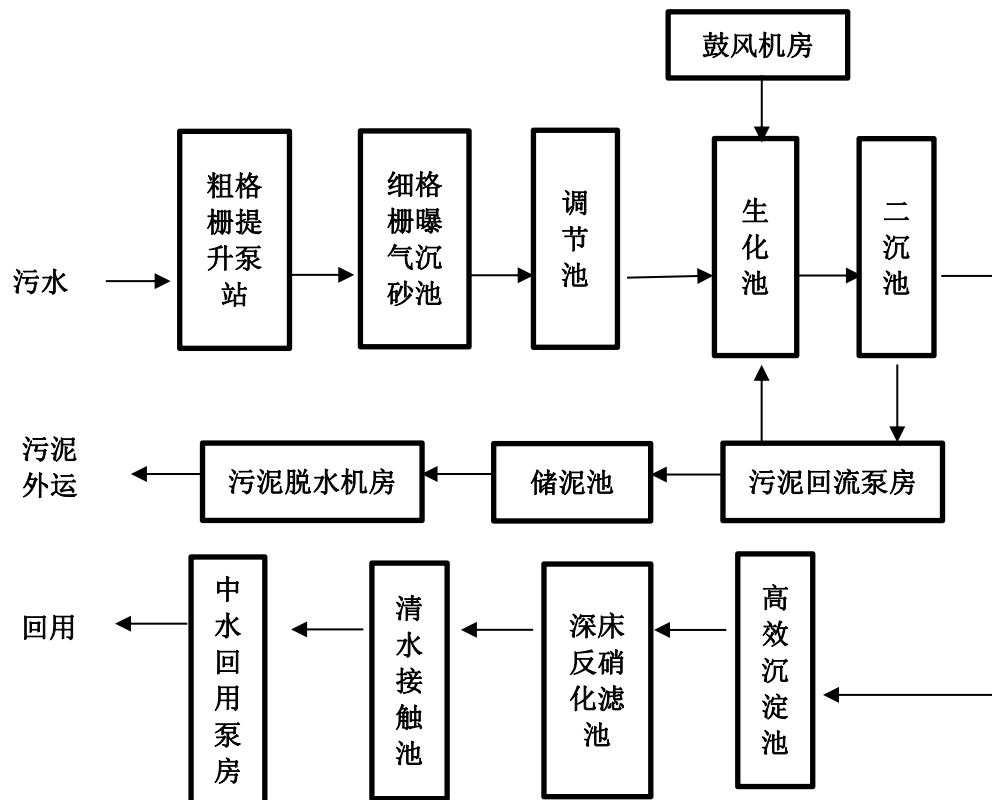 鼓风机房
污水
粗格
栅提
升泵
站
细格
栅曝
气沉
砂池
调
节
池
生
化
池
二
沉
池
污泥
外运
污泥脱水机房
储泥池
污泥回流泵房
回用
中
水
回
用
泵
房
清
水
接
触
池
深床
反硝
化滤
池
高
效
沉
淀
池